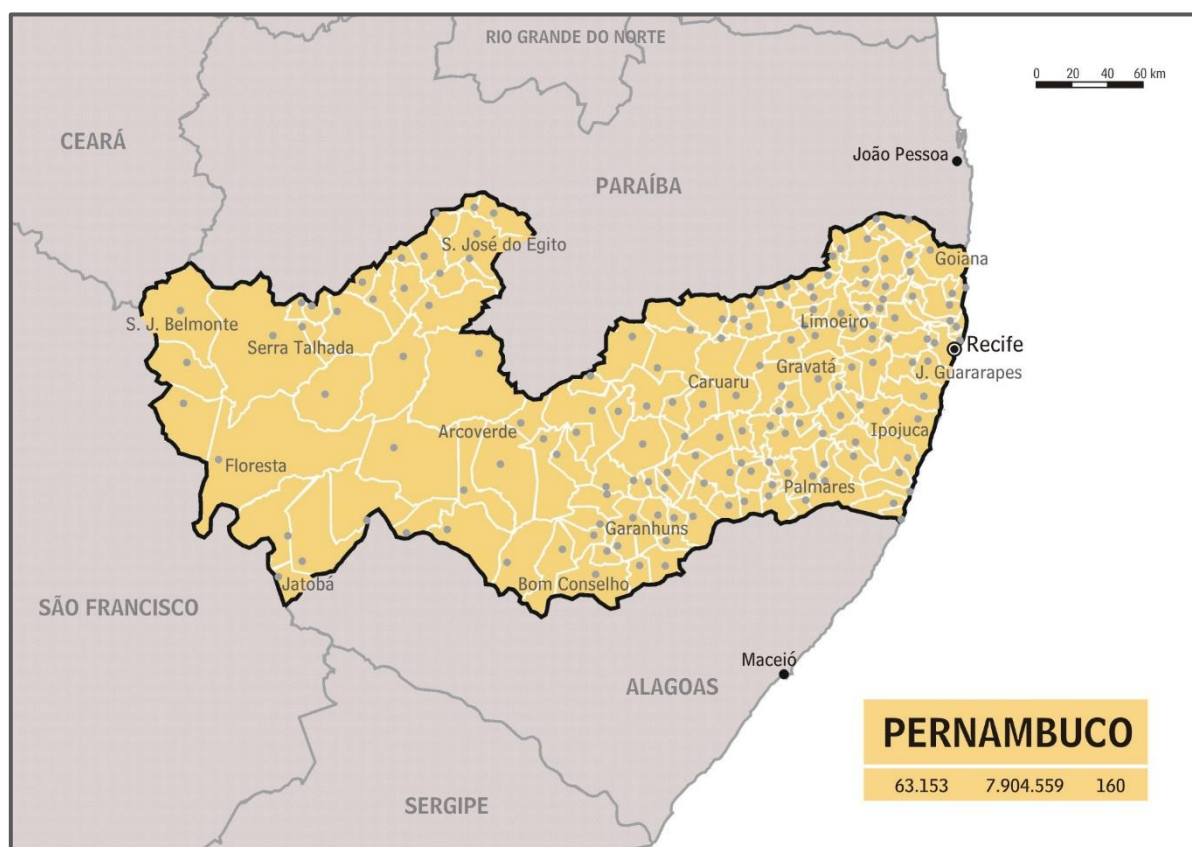 RIO GRANDE DO NORTE
0 20 40 60 km
CEARÁ
João Pessoa
PARAÍBA
S. José do Egito
Goiana
S. J. Belmonte
Limoeiro
Serra Talhada
Recife
Gravatá
J. Guararapes
Caruaru
Arcoverde
Ipojuca
Floresta
Palmares
Garanhuns
Jatobá
Bom Conselho
SÃO FRANCISCO
Maceió
ALAGOAS
PERNAMBUCO
63.153 7.904.559 160
SERGIPE